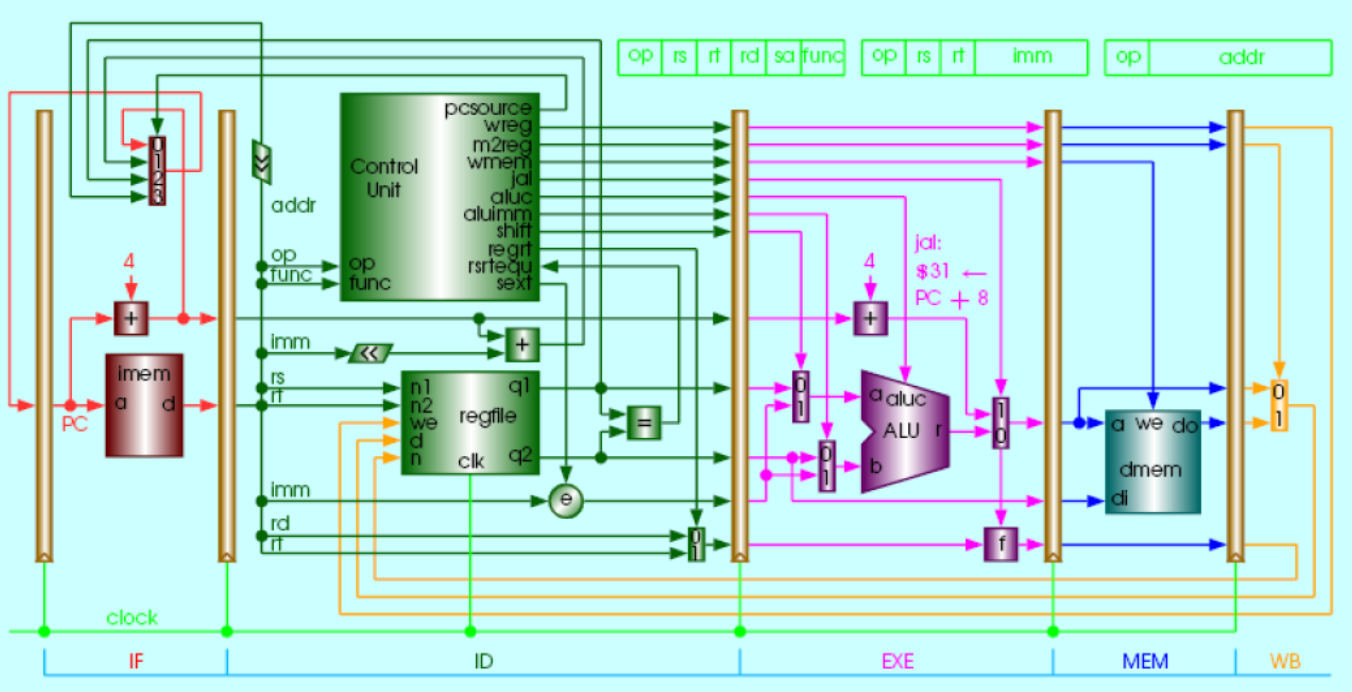 op rs rt rd sa func
op rs rt imm
op addr
pcsource
wreg
m2reg
wmem
jal
aluc
aluimm
shift
regrt
rsrtequ
sext
Control
Unit
op
func
0
1
2
3
addr
op
func
4
+
imm
+
imem
a d
PC
rs
rt
n1 q1
n2
we
regfile
d
n
clk q2
=
imm
e
rd
rt
0
1
jal:
$31 ←
PC + 8
4
+
0
1
0
1
a aluc
ALU r
b
1
0
f
a we do
dmem
di
0
1
clock
IF ID EXE MEM WB